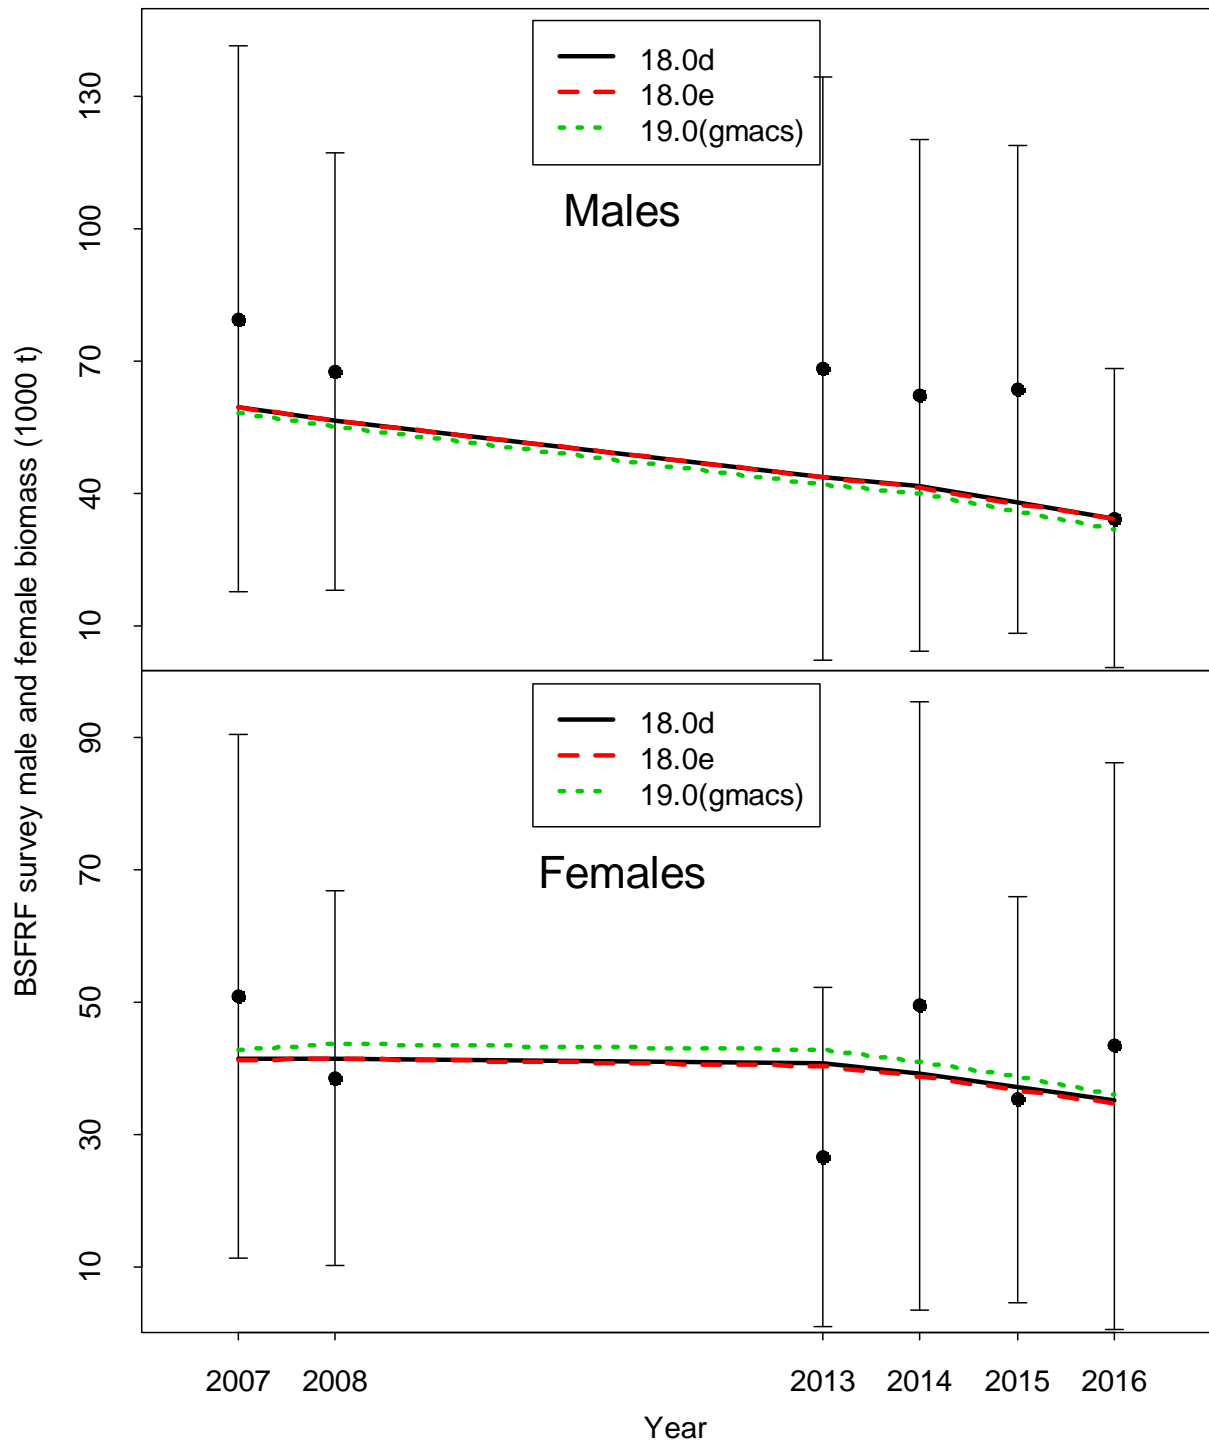 18.0d
18.0e
19.0(gmacs)
Males
130
100
70
40
10
BSFRF survey male and female biomass (1000 t)
18.0d
18.0e
19.0(gmacs)
Females
90
70
50
30
10
2007 2008 2013 2014 2015 2016
Year